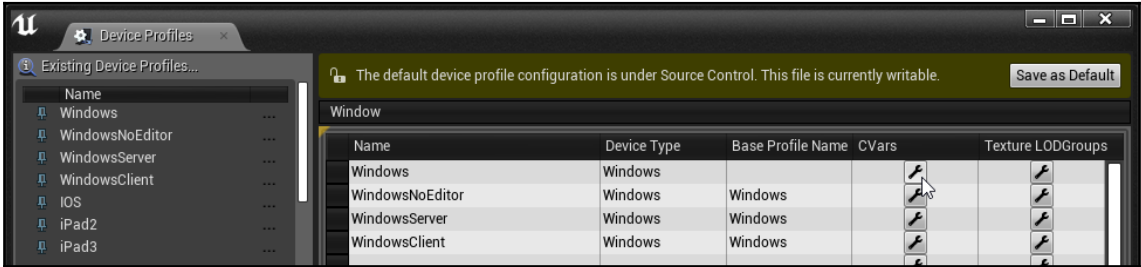 Device Profiles
Existing Device Profiles...
Name
Windows ...
WindowsNoEditor ...
WindowsServer ...
WindowsClient ...
IOS ...
iPad2 ...
iPad3 ...
The default device profile configuration is under Source Control. This file is currently writable. Save as Default
Window
Name Device Type Base Profile Name CVars Texture LODGroups
Windows Windows
WindowsNoEditor Windows Windows
WindowsServer Windows Windows
WindowsClient Windows Windows